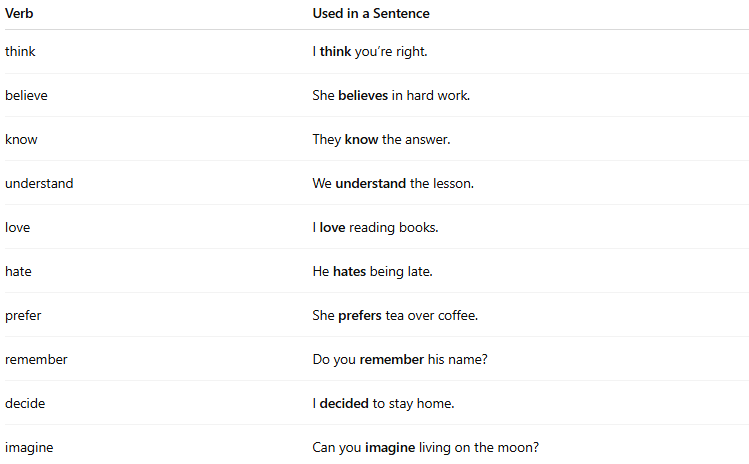 Verb Used in a Sentence
think I think you’re right.
believe She believes in hard work.
know They know the answer.
understand We understand the lesson.
love I love reading books.
hate He hates being late.
prefer She prefers tea over coffee.
remember Do you remember his name?
decide I decided to stay home.
imagine Can you imagine living on the moon?